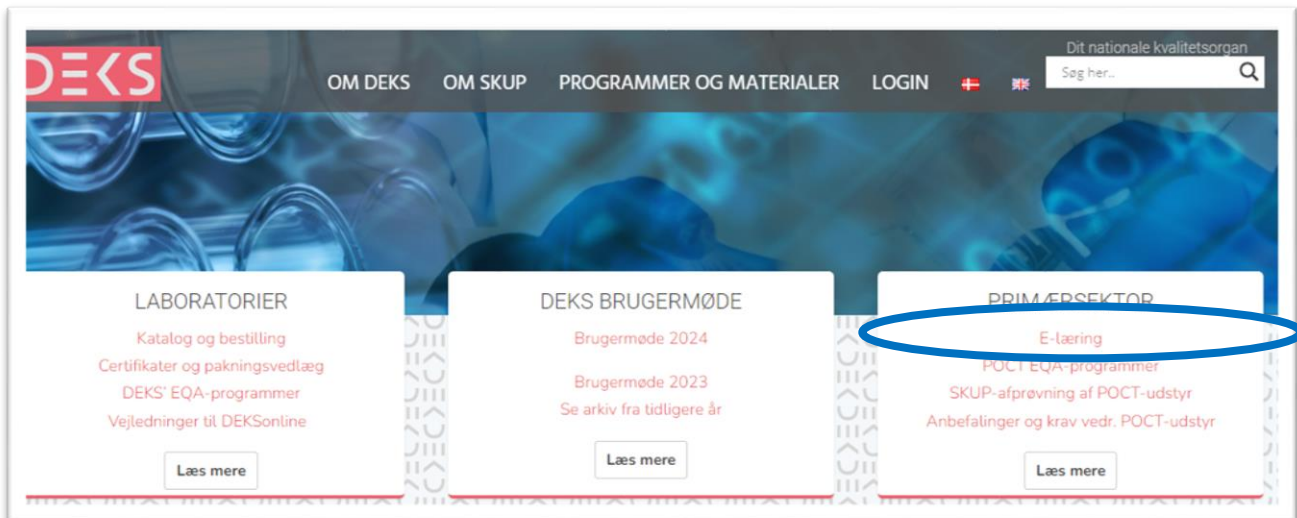 DEKS
Dit nationale kvalitetsorgan
OM DEKS OM SKUP PROGRAMMER OG MATERIALER LOGIN
Søg her..
LABORATORIER
Katalog og bestilling
Certifikater og pakningsvedlæg
DEKS' EQA-programmer
Vejledninger til DEKSonline
Læs mere
DEKS BRUGERMØDE
Brugermøde 2024
Brugermøde 2023
Se arkiv fra tidligere år
Læs mere
PRIMÆRSEKTOR
E-læring
POCT EQA-programmer
SKUP-afprøvning af POCT-udstyr
Anbefalinger og krav vedr. POCT-udstyr
Læs mere